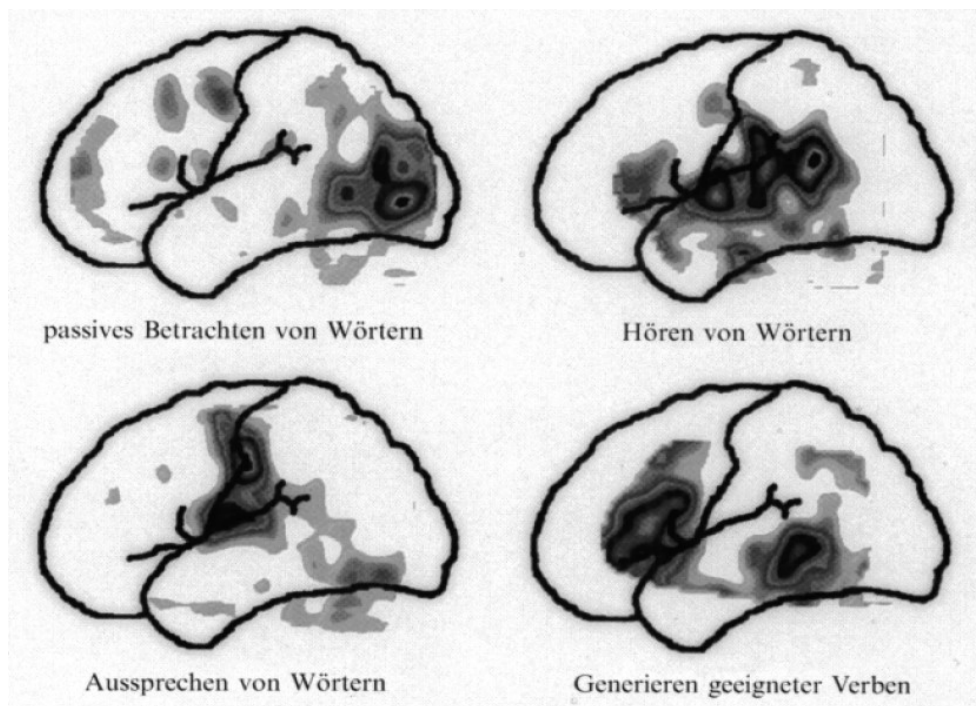 passives Betrachten von Wörtern
Hören von Wörtern
Aussprechen von Wörtern
Generieren geeigneter Verben